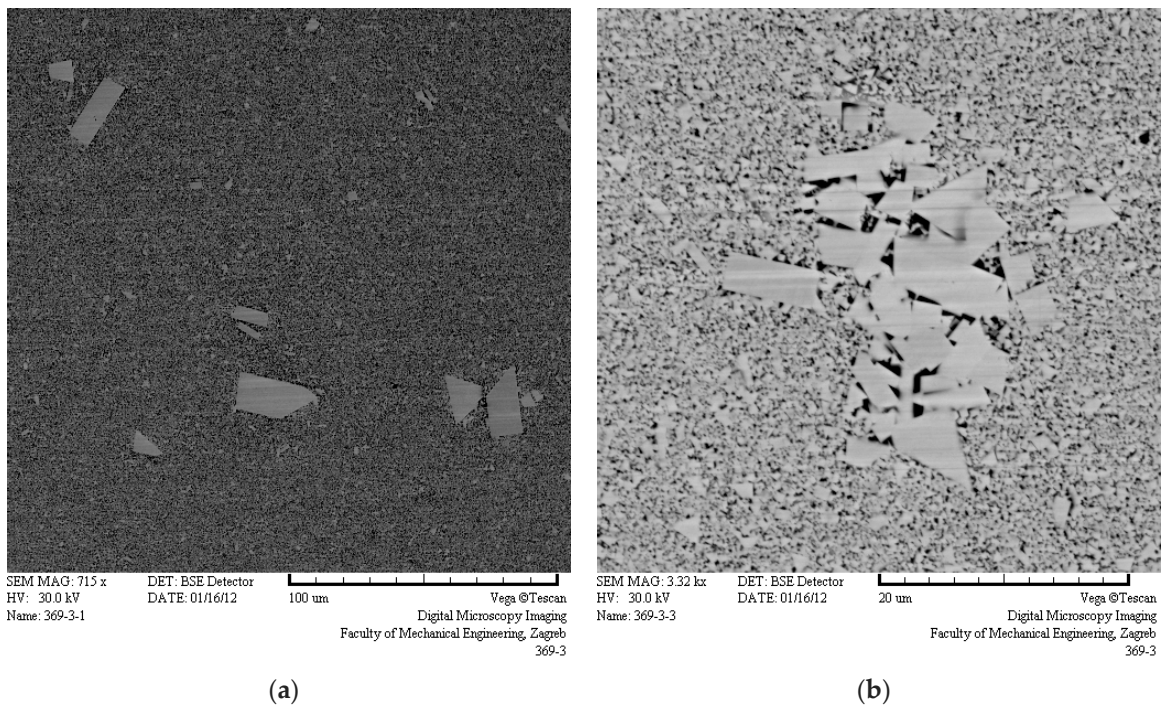 SEM MAG: 715 x DET: BSE Detector
HV: 30.0 kV DATE: 01/16/12 100 um Vega ©Tescan
Name: 369-3-1 Digital Microscopy Imaging
Faculty of Mechanical Engineering, Zagreb
369-3
(a)
SEM MAG: 3.32 kx DET: BSE Detector
HV: 30.0 kV DATE: 01/16/12 20 um Vega ©Tescan
Name: 369-3-3 Digital Microscopy Imaging
Faculty of Mechanical Engineering, Zagreb
369-3
(b)